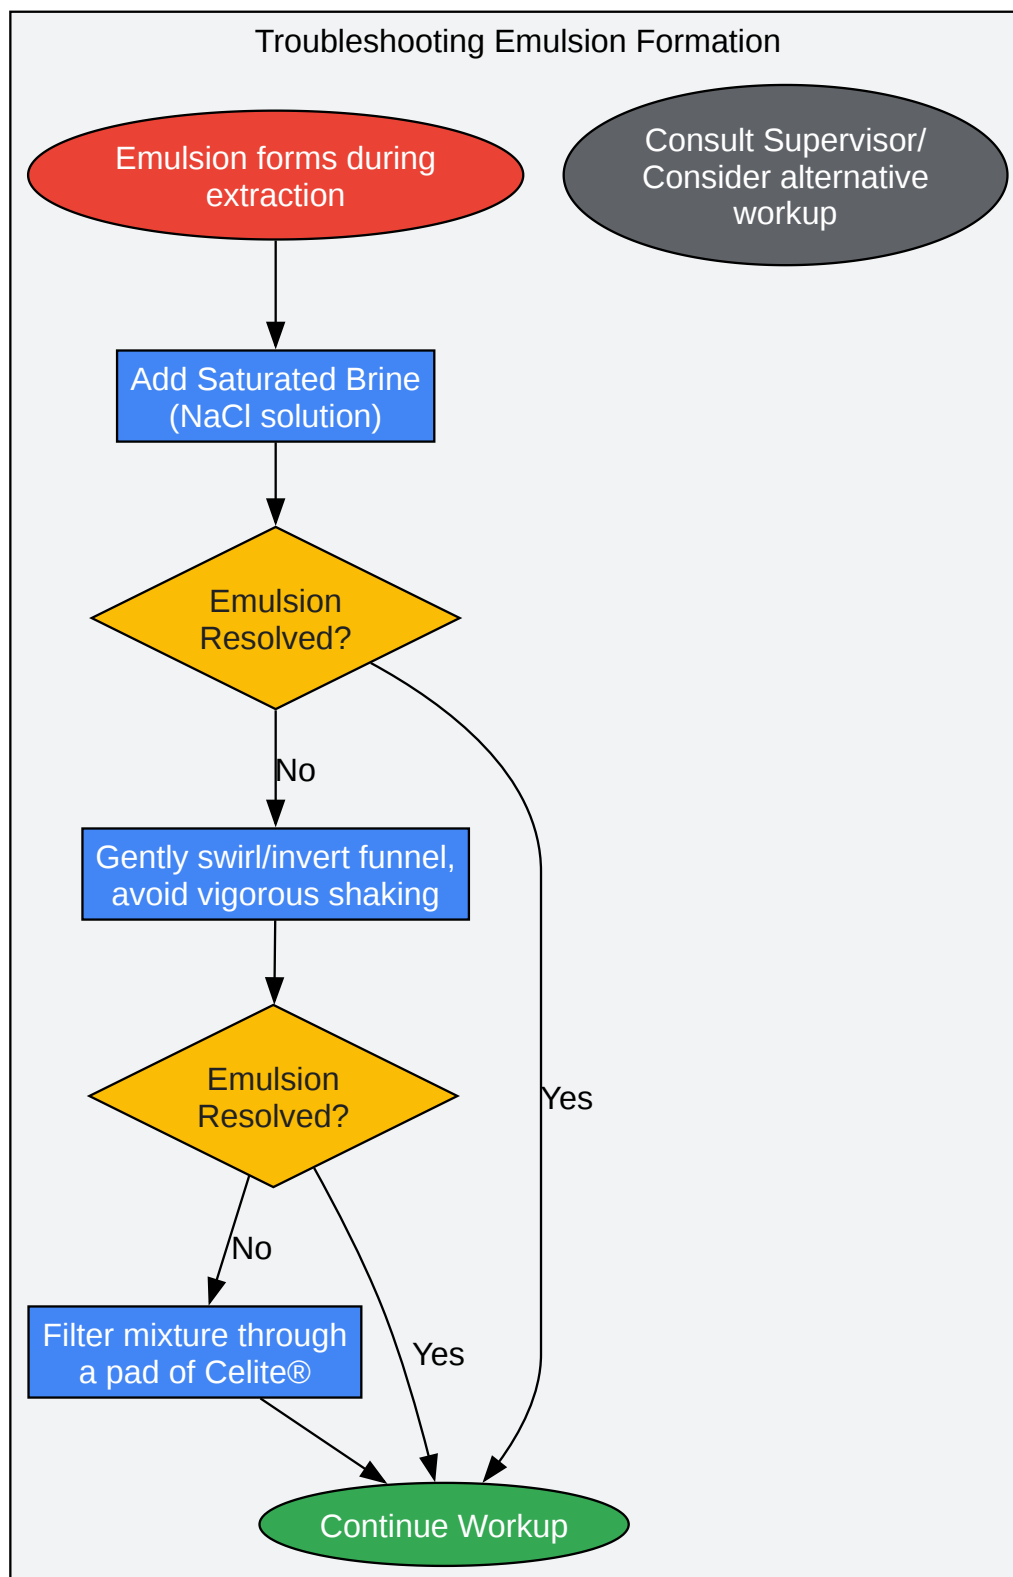 Troubleshooting Emulsion Formation
Emulsion forms during
extraction
Consult Supervisor/
Consider alternative
workup
Add Saturated Brine
(NaCl solution)
Emulsion
Resolved?
No
Gently swirl/invert funnel,
avoid vigorous shaking
Emulsion
Resolved?
Yes
No
Filter mixture through
a pad of Celite®
Yes
Continue Workup